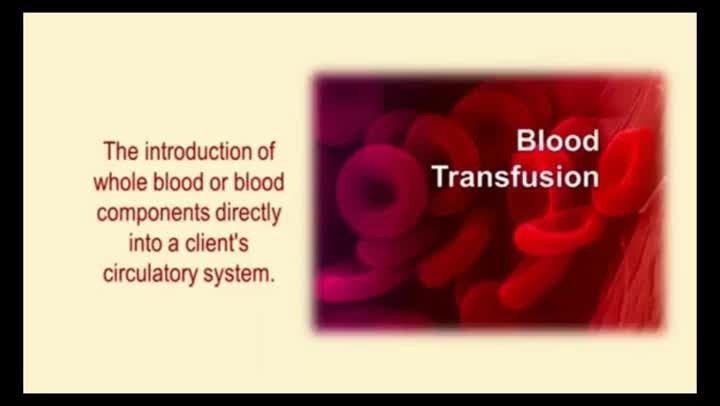 The introduction of
whole blood or blood
components directly
into a client's
circulatory system.
Blood
Transfusion